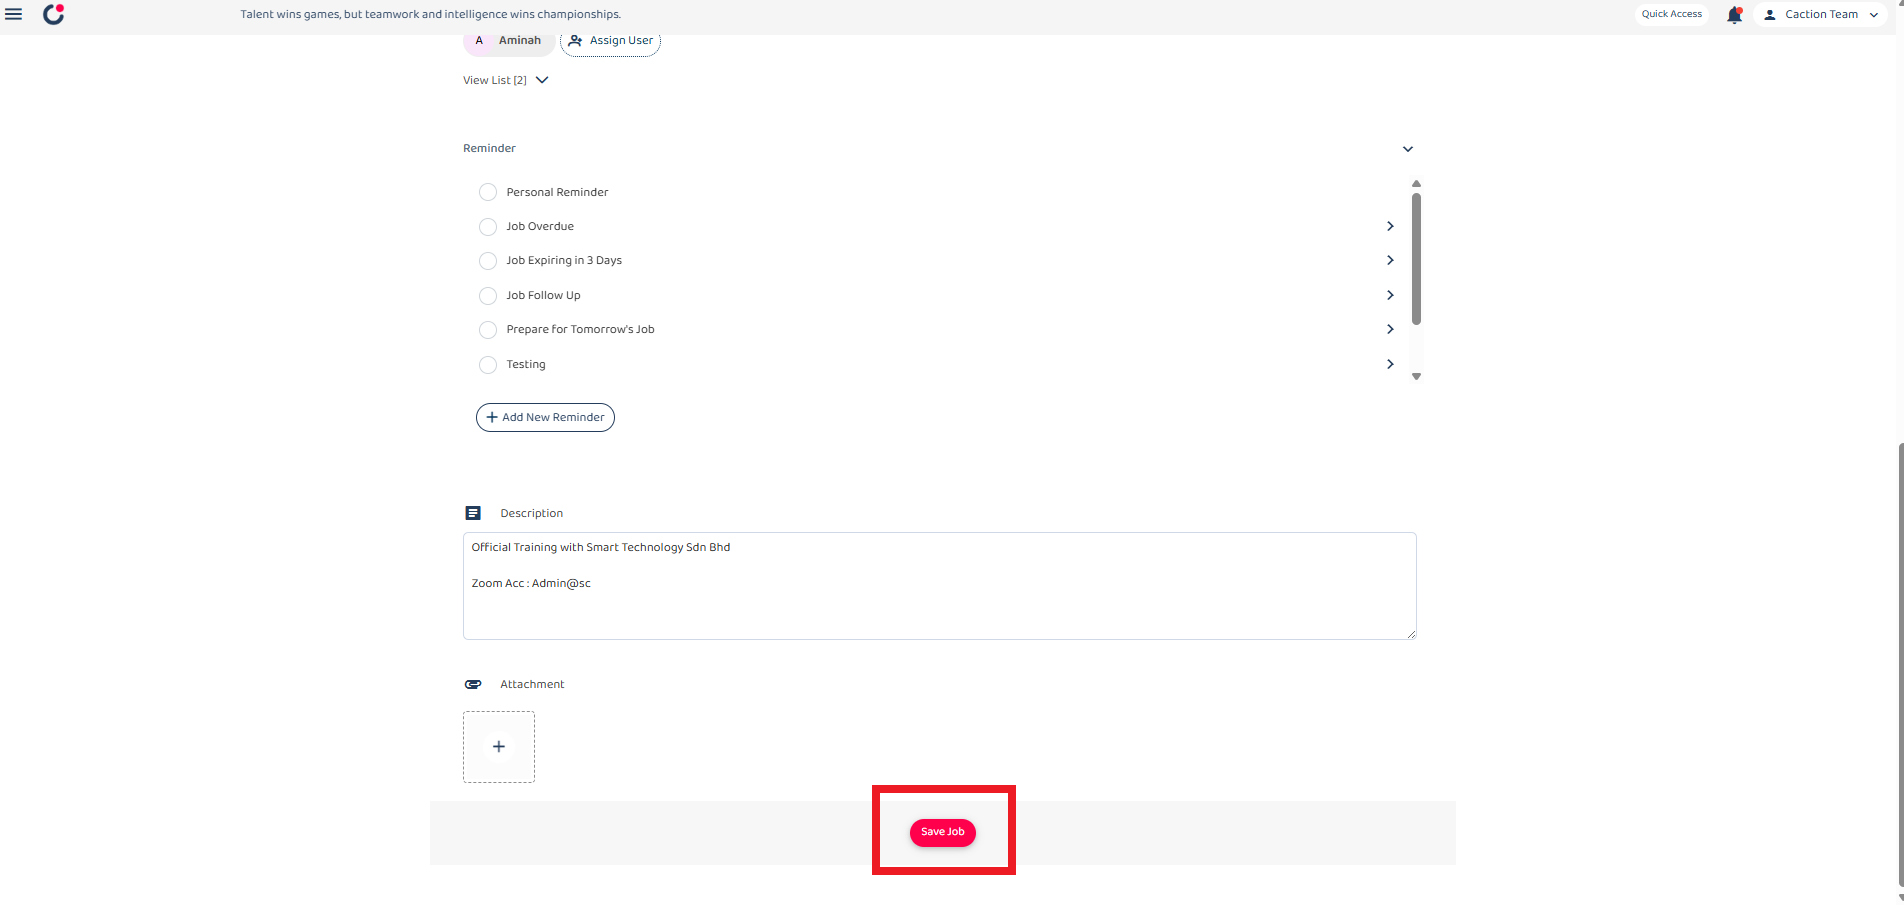 Talent wins games, but teamwork and intelligence wins championships.
Quick Access
Caction Team
A Aminah
Assign User
View List [2]
Reminder
Personal Reminder
Job Overdue
Job Expiring in 3 Days
Job Follow Up
Prepare for Tomorrow's Job
Testing
+ Add New Reminder
Description
Official Training with Smart Technology Sdn Bhd
Zoom Acc : Admin@sc
Attachment
+
Save Job